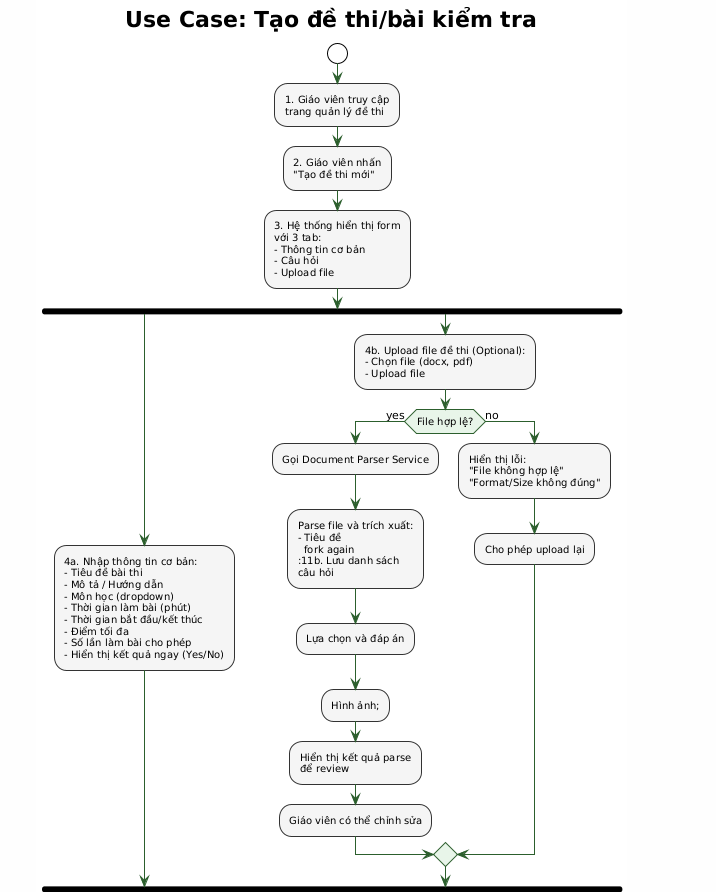 Use Case: Tạo đề thi/bài kiểm tra
1. Giáo viên truy cập
trang quản lý đề thi
2. Giáo viên nhấn
"Tạo đề thi mới"
3. Hệ thống hiển thị form
với 3 tab:
- Thông tin cơ bản
- Câu hỏi
- Upload file
4b. Upload file đề thi (Optional):
- Chọn file (docx, pdf)
- Upload file
File hợp lệ?
yes
no
Gọi Document Parser Service
Hiển thị lỗi:
"File không hợp lệ"
"Format/Size không đúng"
Parse file và trích xuất:
- Tiêu đề
fork again
:11b. Lưu danh sách
câu hỏi
Cho phép upload lại
4a. Nhập thông tin cơ bản:
- Tiêu đề bài thi
- Mô tả / Hướng dẫn
- Môn học (dropdown)
- Thời gian làm bài (phút)
- Thời gian bắt đầu/kết thúc
- Điểm tối đa
- Số lần làm bài cho phép
- Hiển thị kết quả ngay (Yes/No)
Lựa chọn và đáp án
Hình ảnh;
Hiển thị kết quả parse
để review
Giáo viên có thể chỉnh sửa